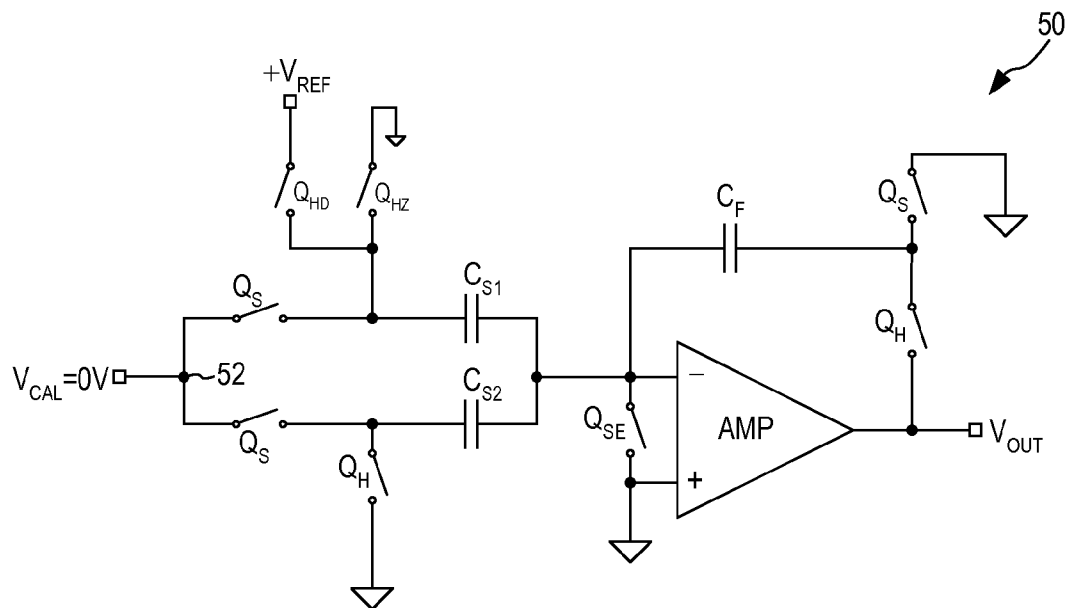 50
+V_REF
Q_HD
Q_HZ
Q_S
C_F
Q_S
C_S1
Q_H
V_CAL=0V
52
C_S2
Q_S
Q_SE
−
AMP
+
Q_H
V_OUT